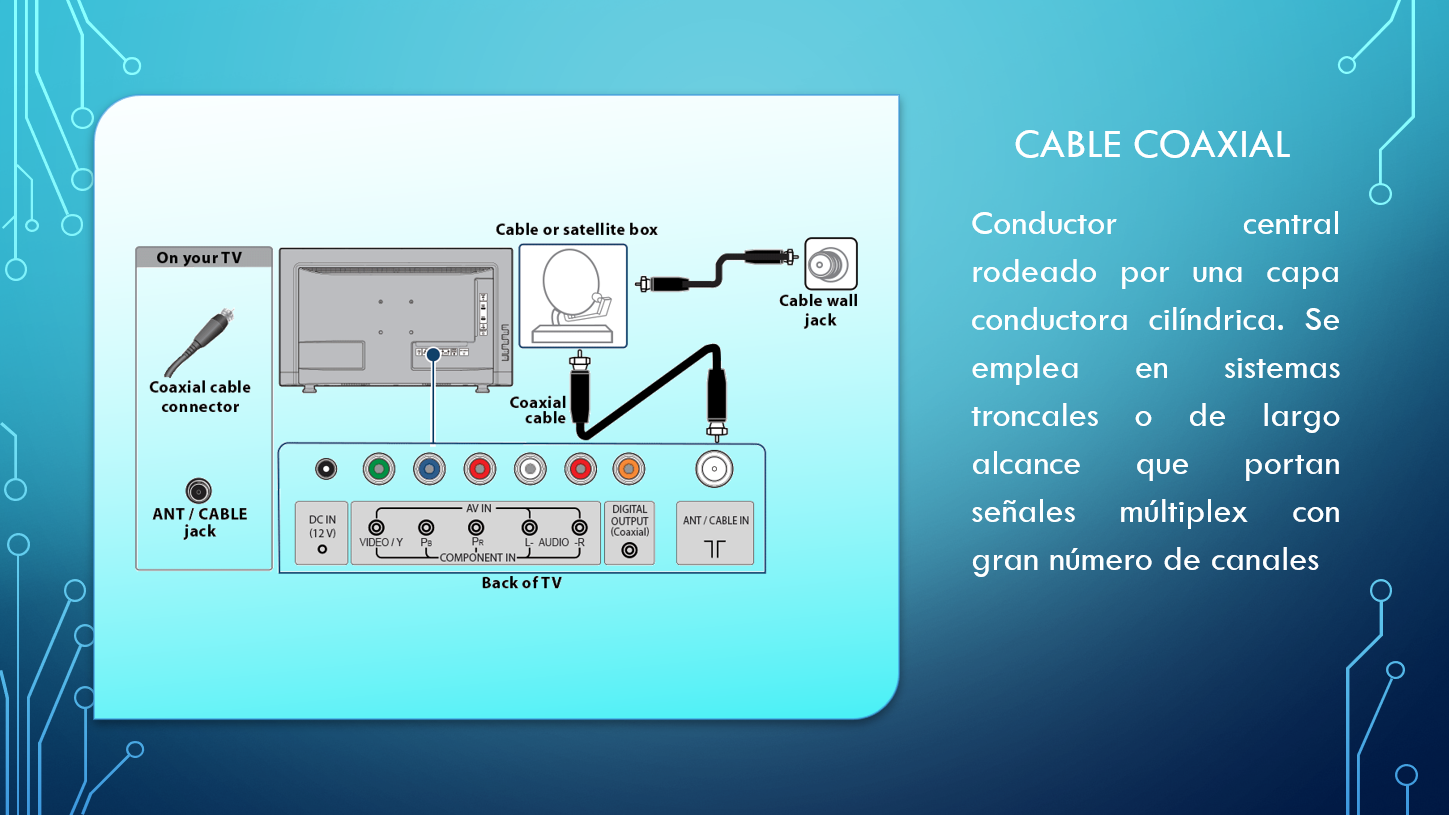 CABLE COAXIAL
Conductor central
rodeado por una capa
conductora cilíndrica. Se
emplea en sistemas
troncales o de largo
alcance que portan
señales múltiplex con
gran número de canales
On your TV
Coaxial cable
connector
ANT / CABLE
jack
Cable or satellite box
Cable wall
jack
Coaxial
cable
DC IN
(12 V)
AV IN
VIDEO / Y PB PR L- AUDIO -R
COMPONENT IN
DIGITAL
OUTPUT
(Coaxial)
ANT / CABLE IN
Back of TV